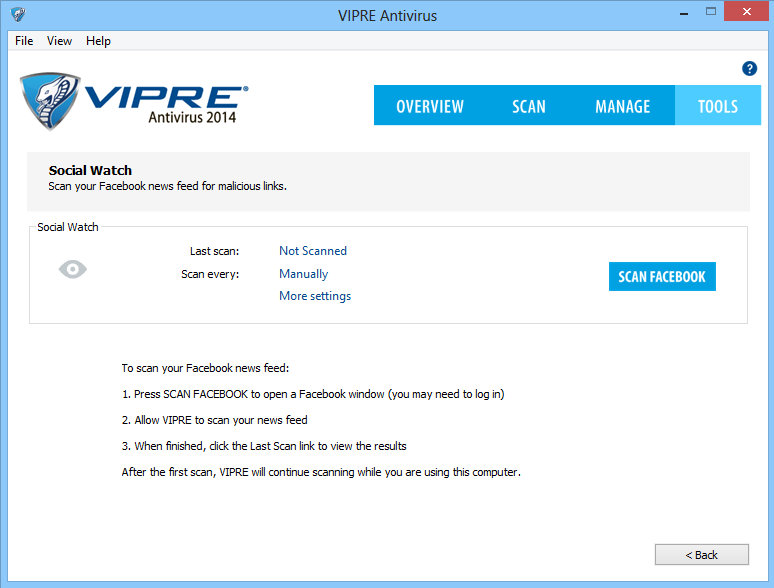 VIPRE Antivirus
File View Help
?
VIPRE®
Antivirus 2014
OVERVIEW SCAN MANAGE TOOLS
Social Watch
Scan your Facebook news feed for malicious links.
Social Watch
Last scan: Not Scanned
Scan every: Manually
More settings
SCAN FACEBOOK
To scan your Facebook news feed:
1. Press SCAN FACEBOOK to open a Facebook window (you may need to log in)
2. Allow VIPRE to scan your news feed
3. When finished, click the Last Scan link to view the results
After the first scan, VIPRE will continue scanning while you are using this computer.
< Back